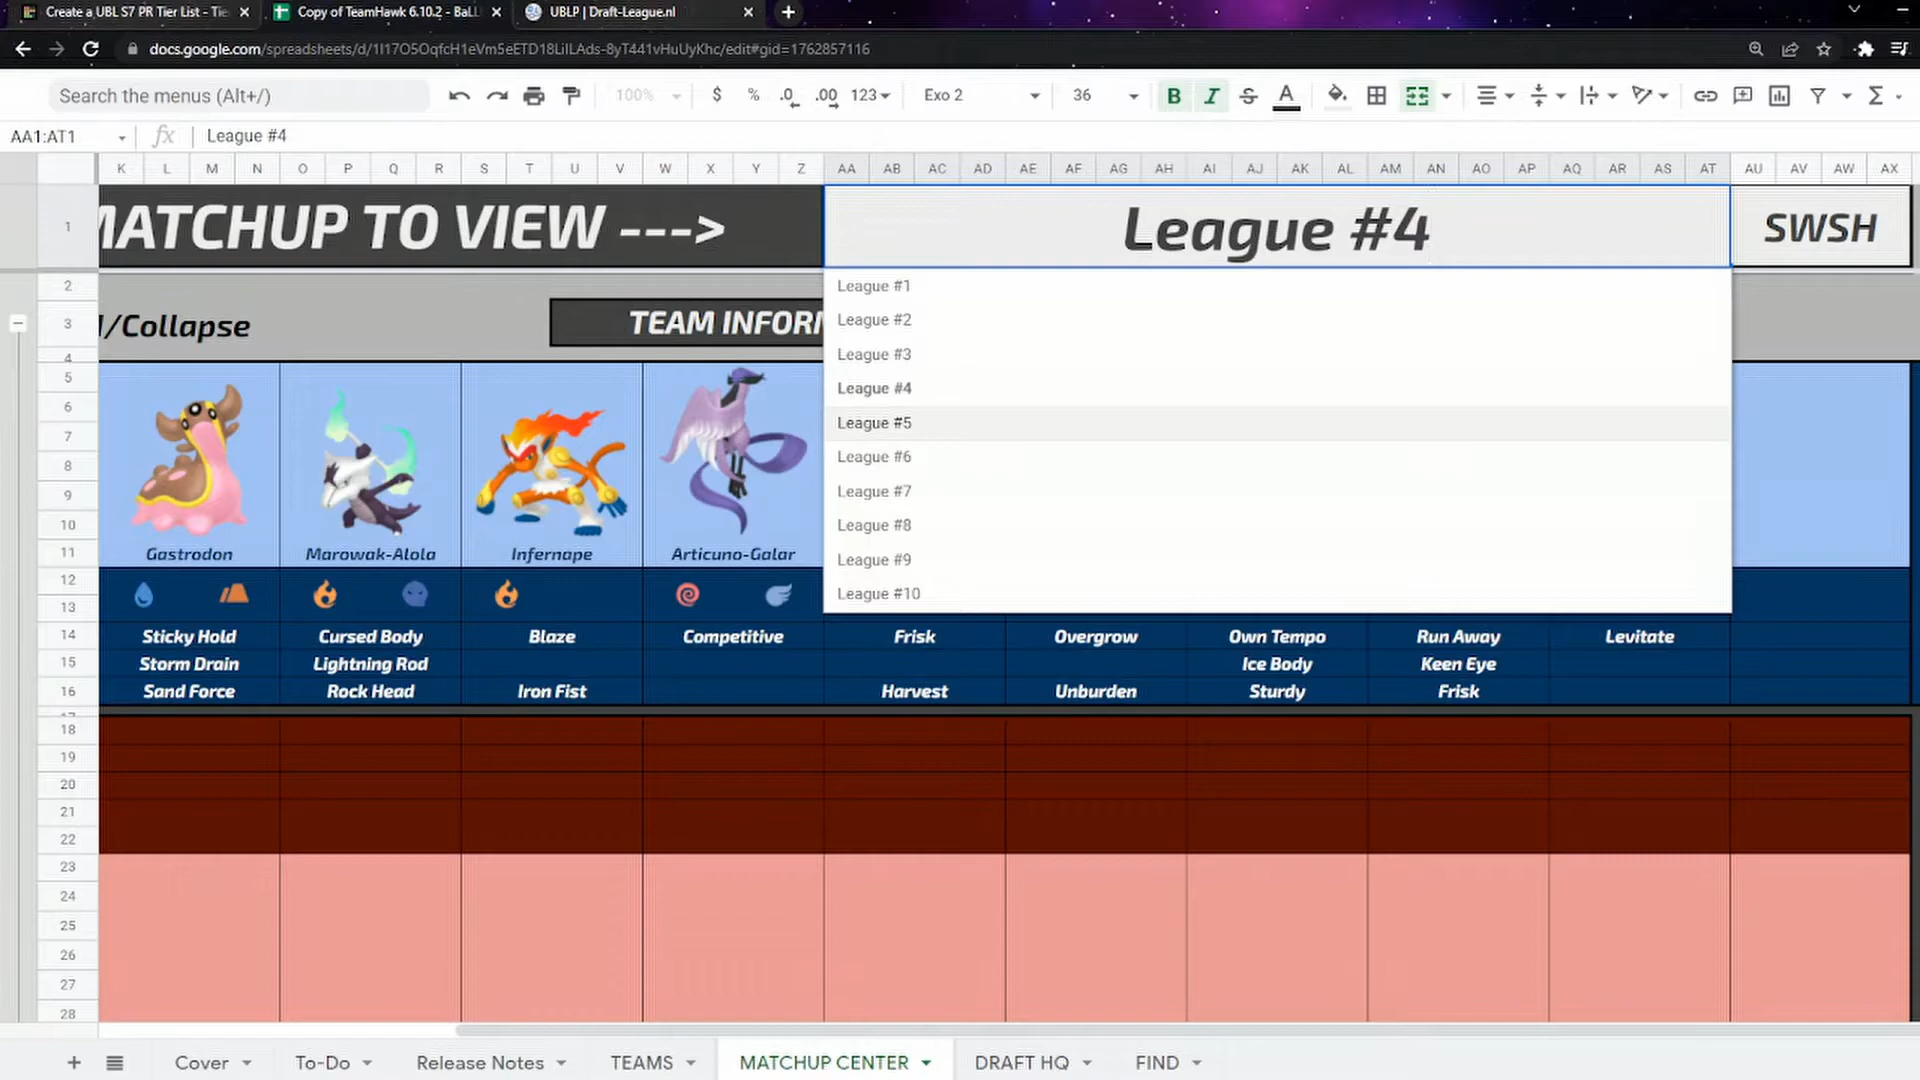 Create a UBL S7 PR Tier List - Tie
Copy of TeamHawk 6.10.2 - BaLL
UBLP | Draft-League.nl
docs.google.com/spreadsheets/d/1I17O5OqfcH1eVm5eETD18LiILAds-8yT441vHuUyKhc/edit#gid=1762857116
Search the menus (Alt+/)
100%
$ % .0 .00 123
Exo 2
36
B I S A
AA1:AT1
fx
League #4
K L M N O P Q R S T U V W X Y Z AA AB AC AD AE AF AG AH AI AJ AK AL AM AN AO AP AQ AR AS AT AU AV AW AX
1
MATCHUP TO VIEW --->
League #4
SWSH
2
3
l/Collapse
TEAM INFORM
4
League #1
League #2
League #3
League #4
League #5
League #6
League #7
League #8
League #9
League #10
5
6
7
8
9
10
11
Gastrodon Marowak-Alola Infernape Articuno-Galar
12
13
14
Sticky Hold Cursed Body Blaze Competitive Frisk Overgrow Own Tempo Run Away Levitate
15
Storm Drain Lightning Rod Ice Body Keen Eye
16
Sand Force Rock Head Iron Fist Harvest Unburden Sturdy Frisk
18
19
20
21
22
23
24
25
26
27
28
Cover
To-Do
Release Notes
TEAMS
MATCHUP CENTER
DRAFT HQ
FIND